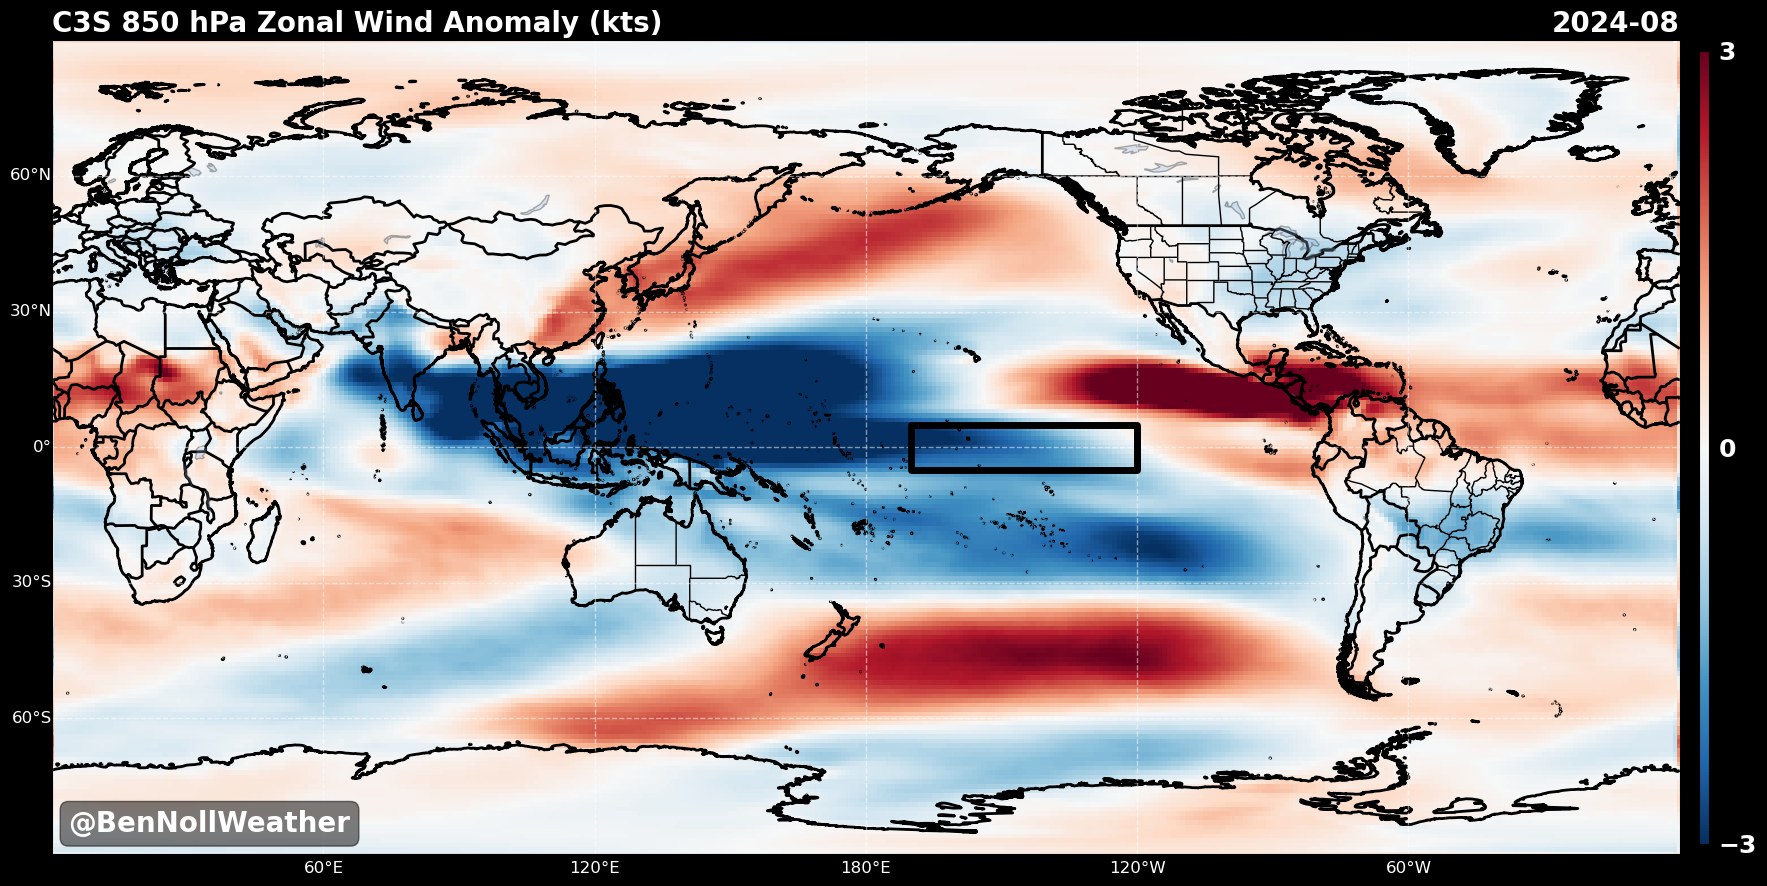 C3S 850 hPa Zonal Wind Anomaly (kts)
2024-08
3
60°N
30°N
0°
0
30°S
60°S
−3
@BenNollWeather
60°E
120°E
180°E
120°W
60°W